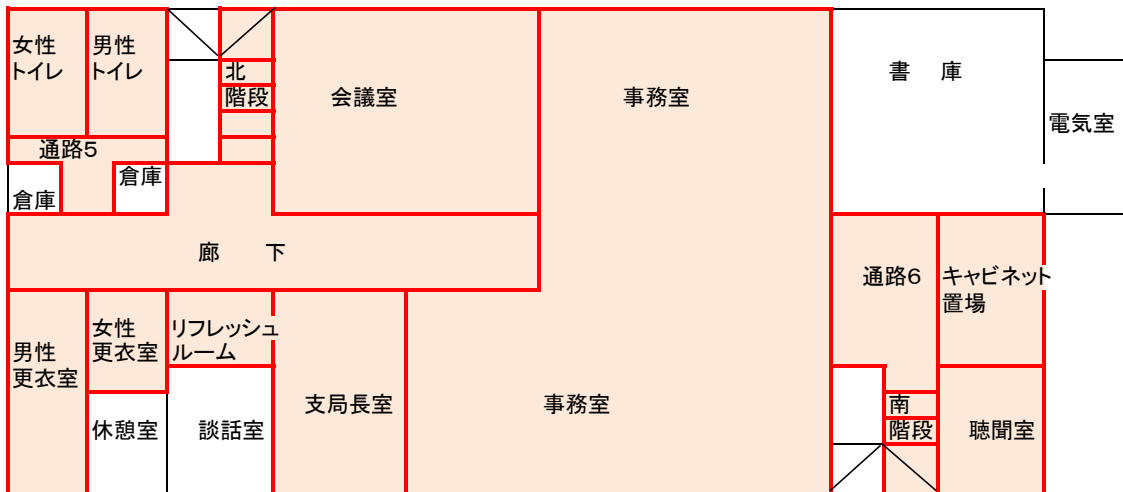 女性
トイレ
男性
トイレ
北
階段
会議室
事務室
書　庫
電気室
通路5
倉庫
倉庫
廊　　下
通路6
キャビネット
置場
男性
更衣室
女性
更衣室
リフレッシュ
ルーム
支局長室
事務室
休憩室
談話室
南
階段
聴聞室